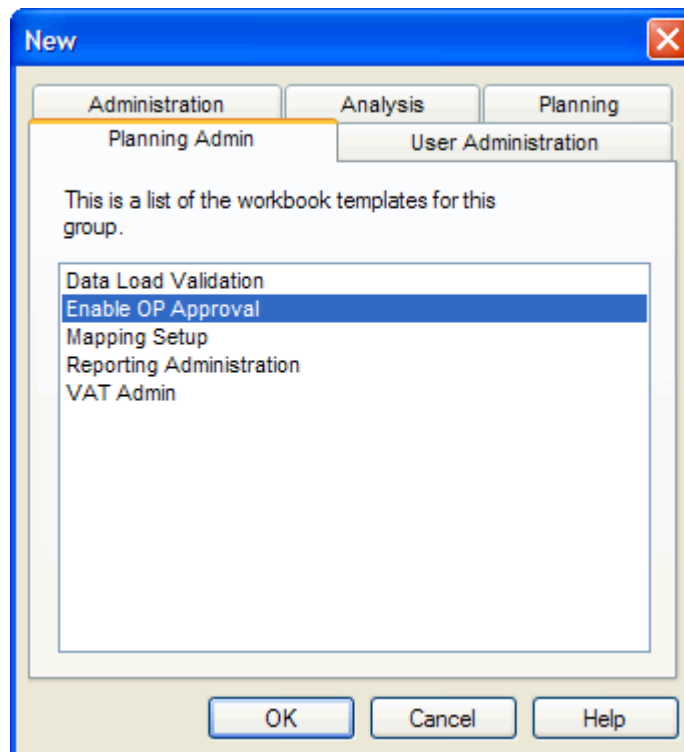 New
Administration
Analysis
Planning
Planning Admin
User Administration
This is a list of the workbook templates for this
group.
Data Load Validation
Enable OP Approval
Mapping Setup
Reporting Administration
VAT Admin
OK
Cancel
Help